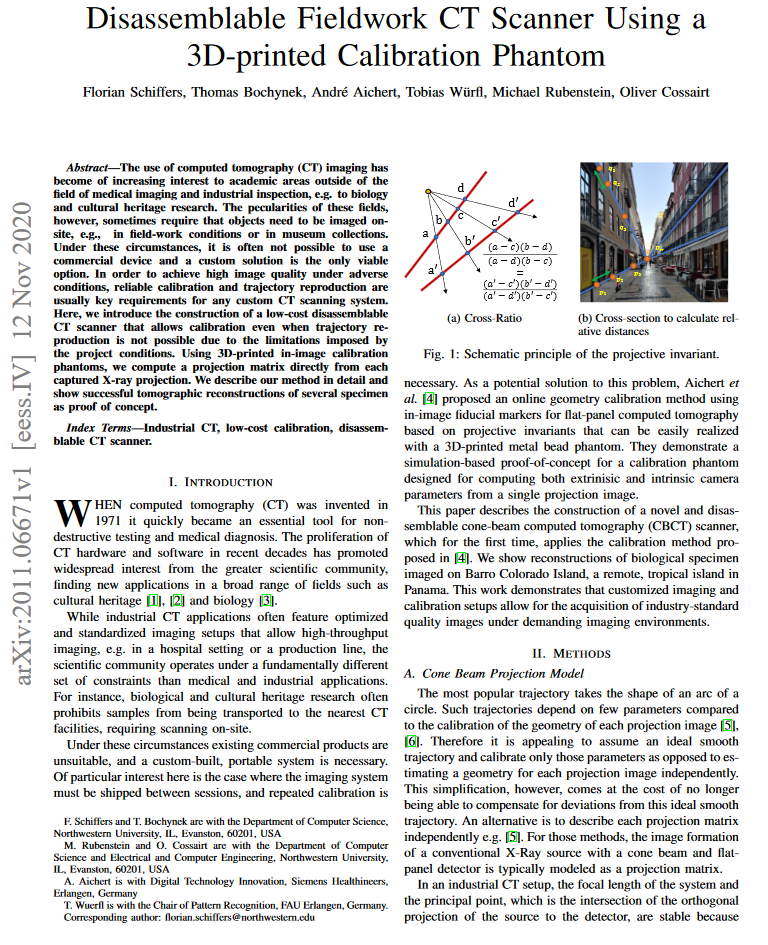 Disassemblable Fieldwork CT Scanner Using a
3D-printed Calibration Phantom
Florian Schiffers, Thomas Bochynek, André Aichert, Tobias Würfl, Michael Rubenstein, Oliver Cossairt
arXiv:2011.06671v1 [eess.IV] 12 Nov 2020
Abstract—The use of computed tomography (CT) imaging has
become of increasing interest to academic areas outside of the
field of medical imaging and industrial inspection, e.g. to biology
and cultural heritage research. The pecularities of these fields,
however, sometimes require that objects need to be imaged on-
site, e.g., in field-work conditions or in museum collections.
Under these circumstances, it is often not possible to use a
commercial device and a custom solution is the only viable
option. In order to achieve high image quality under adverse
conditions, reliable calibration and trajectory reproduction are
usually key requirements for any custom CT scanning system.
Here, we introduce the construction of a low-cost disassemblable
CT scanner that allows calibration even when trajectory re-
production is not possible due to the limitations imposed by
the project conditions. Using 3D-printed in-image calibration
phantoms, we compute a projection matrix directly from each
captured X-ray projection. We describe our method in detail and
show successful tomographic reconstructions of several specimen
as proof of concept.
Index Terms—Industrial CT, low-cost calibration, disassem-
blable CT scanner.
I. INTRODUCTION
WHEN computed tomography (CT) was invented in
1971 it quickly became an essential tool for non-
destructive testing and medical diagnosis. The proliferation of
CT hardware and software in recent decades has promoted
widespread interest from the greater scientific community,
finding new applications in a broad range of fields such as
cultural heritage [1], [2] and biology [3].
While industrial CT applications often feature optimized
and standardized imaging setups that allow high-throughput
imaging, e.g. in a hospital setting or a production line, the
scientific community operates under a fundamentally different
set of constraints than medical and industrial applications.
For instance, biological and cultural heritage research often
prohibits samples from being transported to the nearest CT
facilities, requiring scanning on-site.
Under these circumstances existing commercial products are
unsuitable, and a custom-built, portable system is necessary.
Of particular interest here is the case where the imaging system
must be shipped between sessions, and repeated calibration is
F. Schiffers and T. Bochynek are with the Department of Computer Science,
Northwestern University, IL, Evanston, 60201, USA
M. Rubenstein and O. Cossairt are with the Department of Computer
Science and Electrical and Computer Engineering, Northwestern University,
IL, Evanston, 60201, USA
A. Aichert is with Digital Technology Innovation, Siemens Healthineers,
Erlangen, Germany
T. Wuerfl is with the Chair of Pattern Recognition, FAU Erlangen, Germany.
Corresponding author: florian.schiffers@northwestern.edu
d
d'
b
c
c'
a
b'
a'
(a − c)(b − d)
(a − d)(b − c)
=
(a' − c')(b' − d')
(a' − d')(b' − c')
(a) Cross-Ratio
(b) Cross-section to calculate rel-
ative distances
Fig. 1: Schematic principle of the projective invariant.
necessary. As a potential solution to this problem, Aichert et
al. [4] proposed an online geometry calibration method using
in-image fiducial markers for flat-panel computed tomography
based on projective invariants that can be easily realized
with a 3D-printed metal bead phantom. They demonstrate a
simulation-based proof-of-concept for a calibration phantom
designed for computing both extrinisic and intrinsic camera
parameters from a single projection image.
This paper describes the construction of a novel and disas-
semblable cone-beam computed tomography (CBCT) scanner,
which for the first time, applies the calibration method pro-
posed in [4]. We show reconstructions of biological specimen
imaged on Barro Colorado Island, a remote, tropical island in
Panama. This work demonstrates that customized imaging and
calibration setups allow for the acquisition of industry-standard
quality images under demanding imaging environments.
II. METHODS
A. Cone Beam Projection Model
The most popular trajectory takes the shape of an arc of a
circle. Such trajectories depend on few parameters compared
to the calibration of the geometry of each projection image [5],
[6]. Therefore it is appealing to assume an ideal smooth
trajectory and calibrate only those parameters as opposed to es-
timating a geometry for each projection image independently.
This simplification, however, comes at the cost of no longer
being able to compensate for deviations from this ideal smooth
trajectory. An alternative is to describe each projection matrix
independently e.g. [5]. For those methods, the image formation
of a conventional X-Ray source with a cone beam and flat-
panel detector is typically modeled as a projection matrix.
In an industrial CT setup, the focal length of the system and
the principal point, which is the intersection of the orthogonal
projection of the source to the detector, are stable because